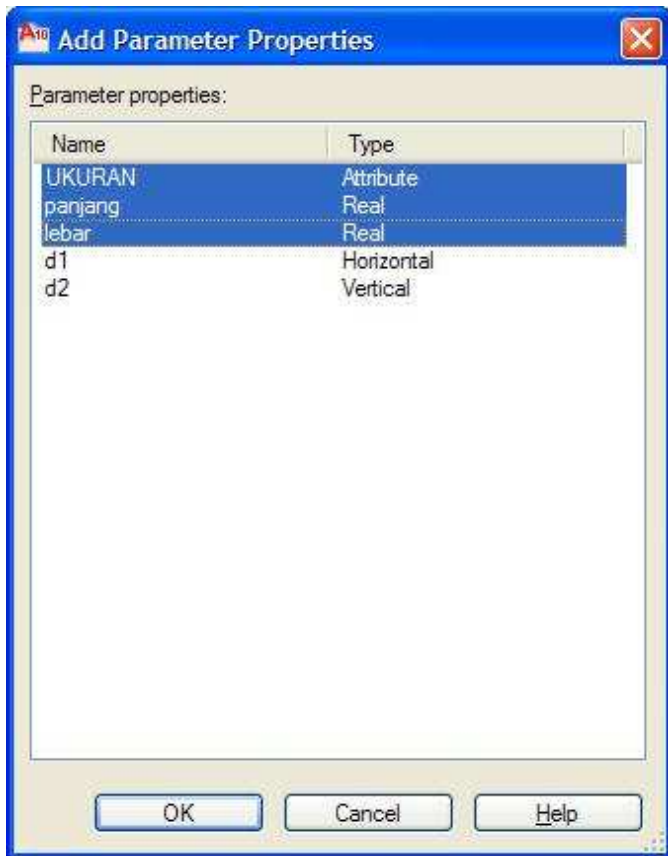 A10 Add Parameter Properties
Parameter properties:
Name Type
UKURAN Attribute
panjang Real
lebar Real
d1 Horizontal
d2 Vertical
OK Cancel Help